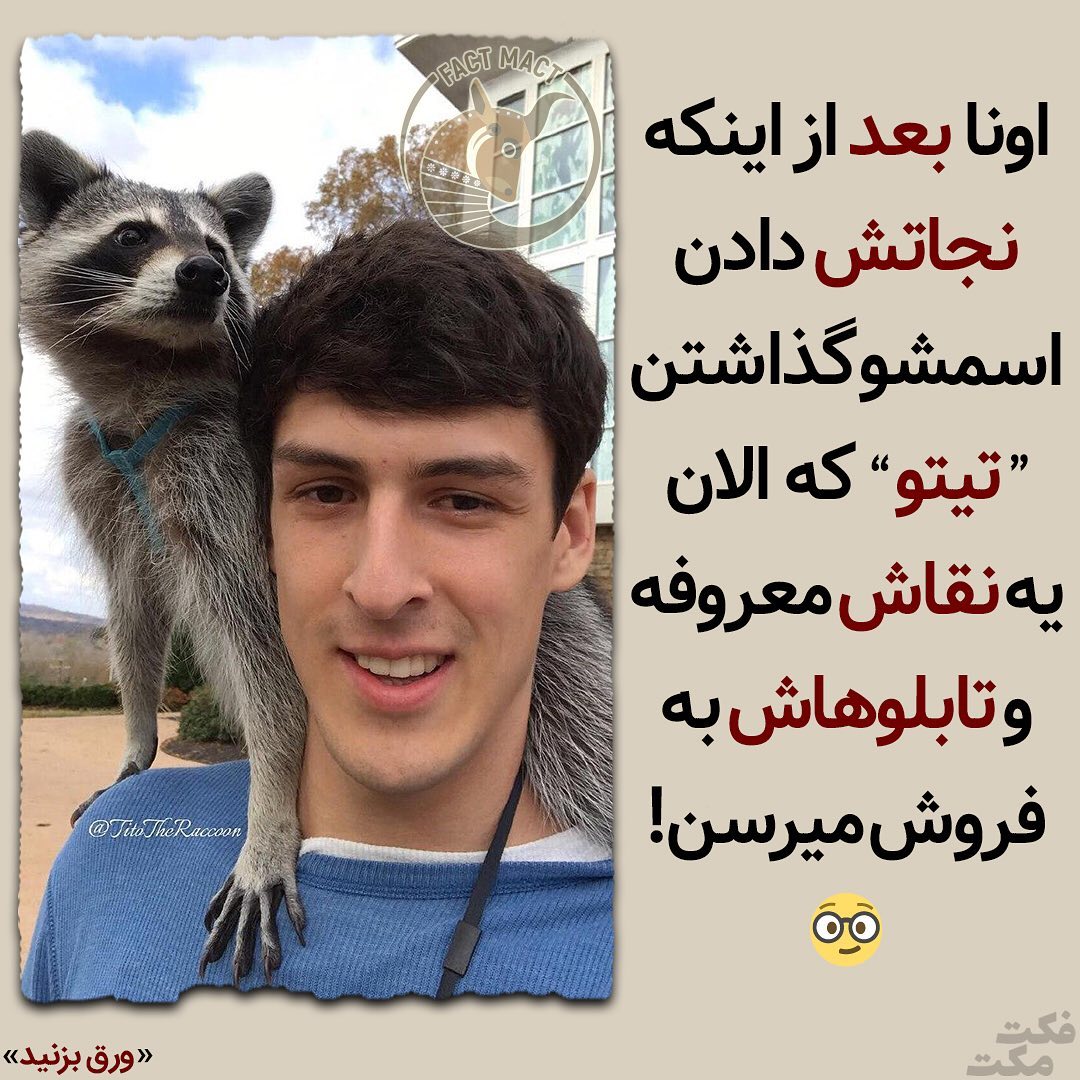 FACT MACT
اونا بعد از اینکه
نجاتش دادن
اسمشو گذاشتن
”تیتو“ که الان
یه نقاش معروفه
و تابلوهاش به
فروش میرسن!
@TitoTheRaccoon
«ورق بزنید»
فکت
مکت